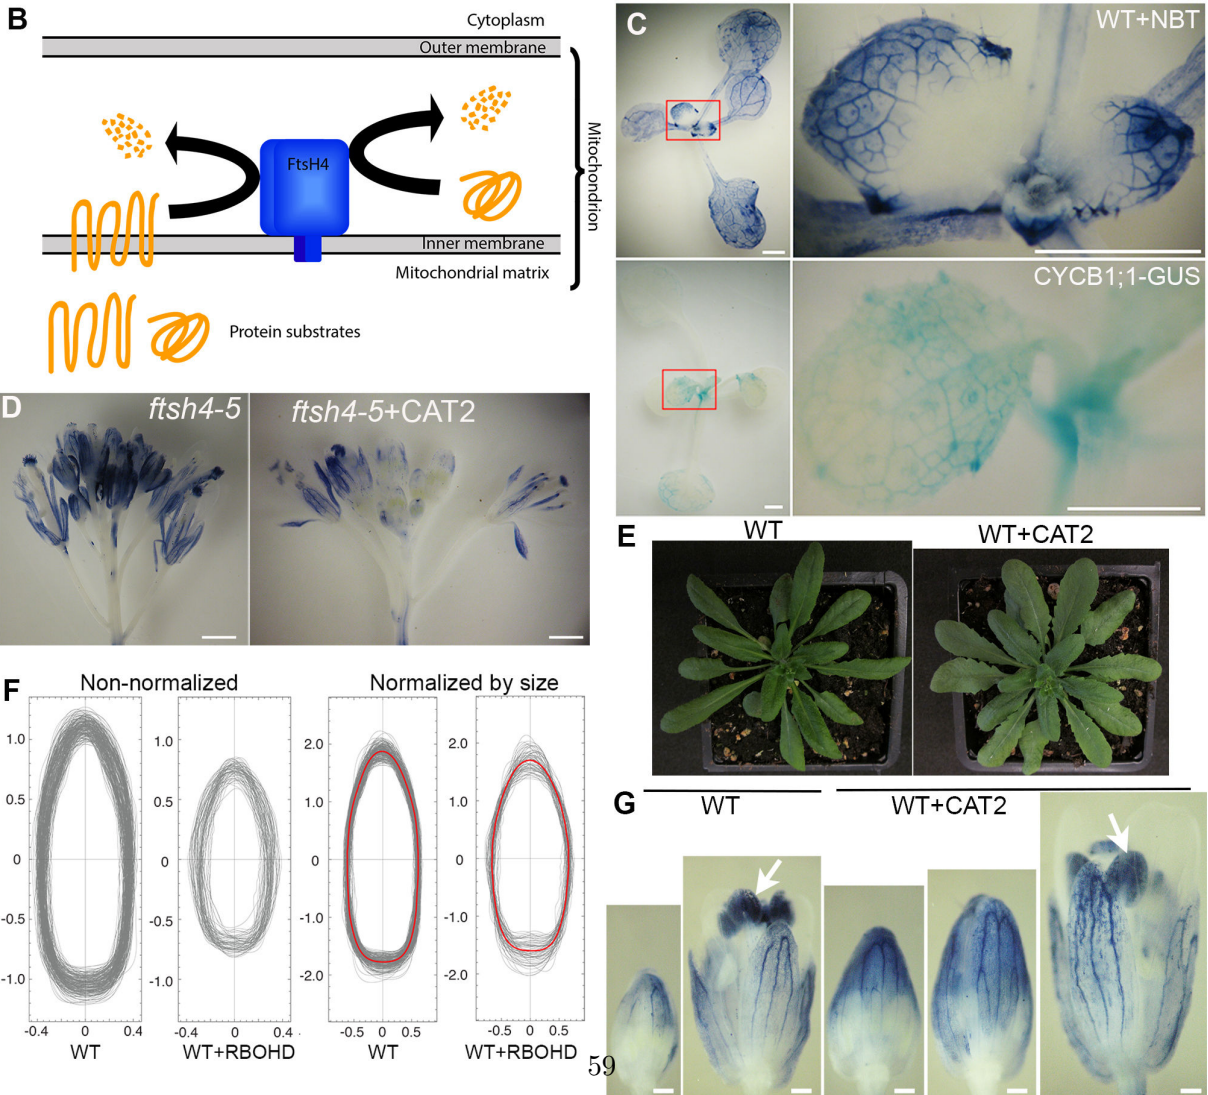 B
Cytoplasm
Outer membrane
FtsH4
Inner membrane
Mitochondrial matrix
Mitochondrion
Protein substrates
C
WT+NBT
CYCB1;1-GUS
D
ftsh4-5
ftsh4-5+CAT2
E
WT
WT+CAT2
F
Non-normalized
Normalized by size
1.0
0.5
0
-0.5
-1.0
-0.4 0 0.4
WT
1.0
0.5
0
-0.5
-1.0
-0.4 0 0.4
WT+RBOHD
2.0
1.0
0
-1.0
-2.0
-0.5 0 0.5
WT
2.0
1.0
0
-1.0
-2.0
-0.5 0 0.5
WT+RBOHD
G
WT
WT+CAT2
59